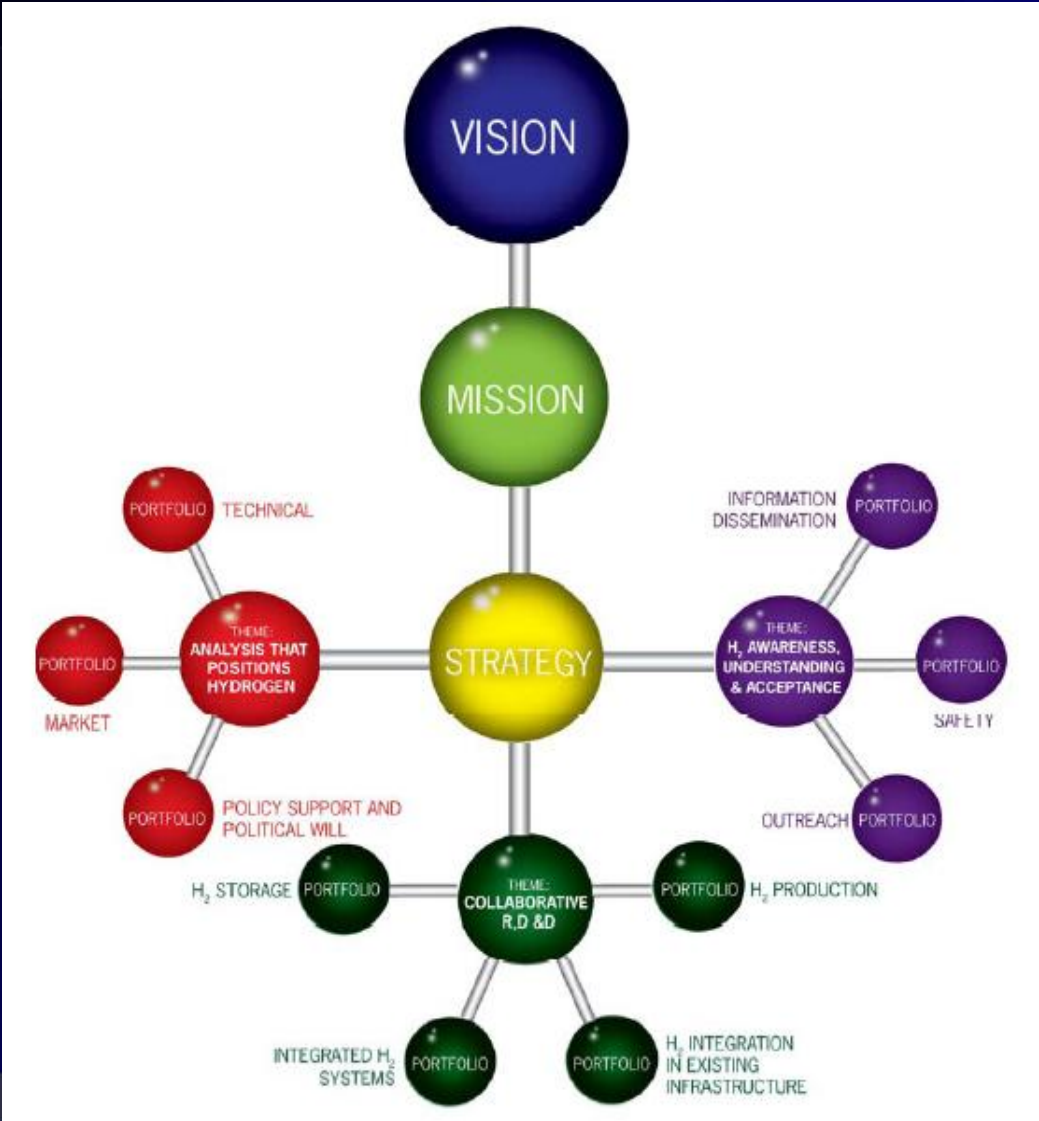 VISION
MISSION
PORTFOLIO
TECHNICAL
INFORMATION
DISSEMINATION
PORTFOLIO
PORTFOLIO
MARKET
THEME:
ANALYSIS THAT
POSITIONS
HYDROGEN
STRATEGY
THEME:
H₂ AWARENESS,
UNDERSTANDING
& ACCEPTANCE
PORTFOLIO
SAFETY
PORTFOLIO
POLICY SUPPORT AND
POLITICAL WILL
OUTREACH
PORTFOLIO
H₂ STORAGE
PORTFOLIO
THEME:
COLLABORATIVE
R,D &D
PORTFOLIO
H₂ PRODUCTION
INTEGRATED H₂
SYSTEMS
PORTFOLIO
PORTFOLIO
H₂ INTEGRATION
IN EXISTING
INFRASTRUCTURE